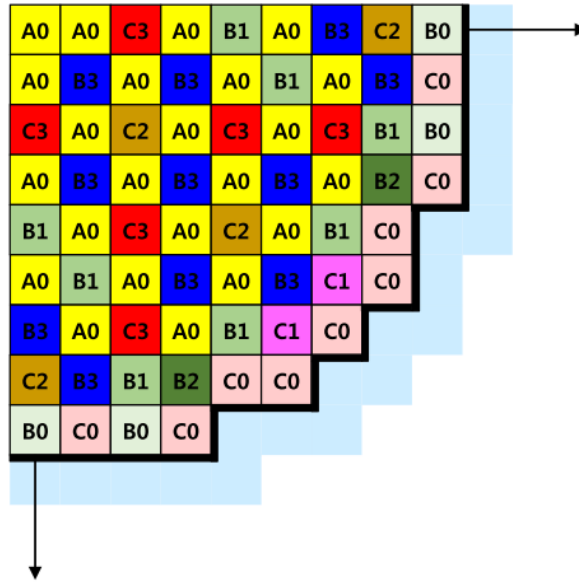 A0 A0 C3 A0 B1 A0 B3 C2 B0
A0 B3 A0 B3 A0 B1 A0 B3 C0
C3 A0 C2 A0 C3 A0 C3 B1 B0
A0 B3 A0 B3 A0 B3 A0 B2 C0
B1 A0 C3 A0 C2 A0 B1 C0
A0 B1 A0 B3 A0 B3 C1 C0
B3 A0 C3 A0 B1 C1 C0
C2 B3 B1 B2 C0 C0
B0 C0 B0 C0